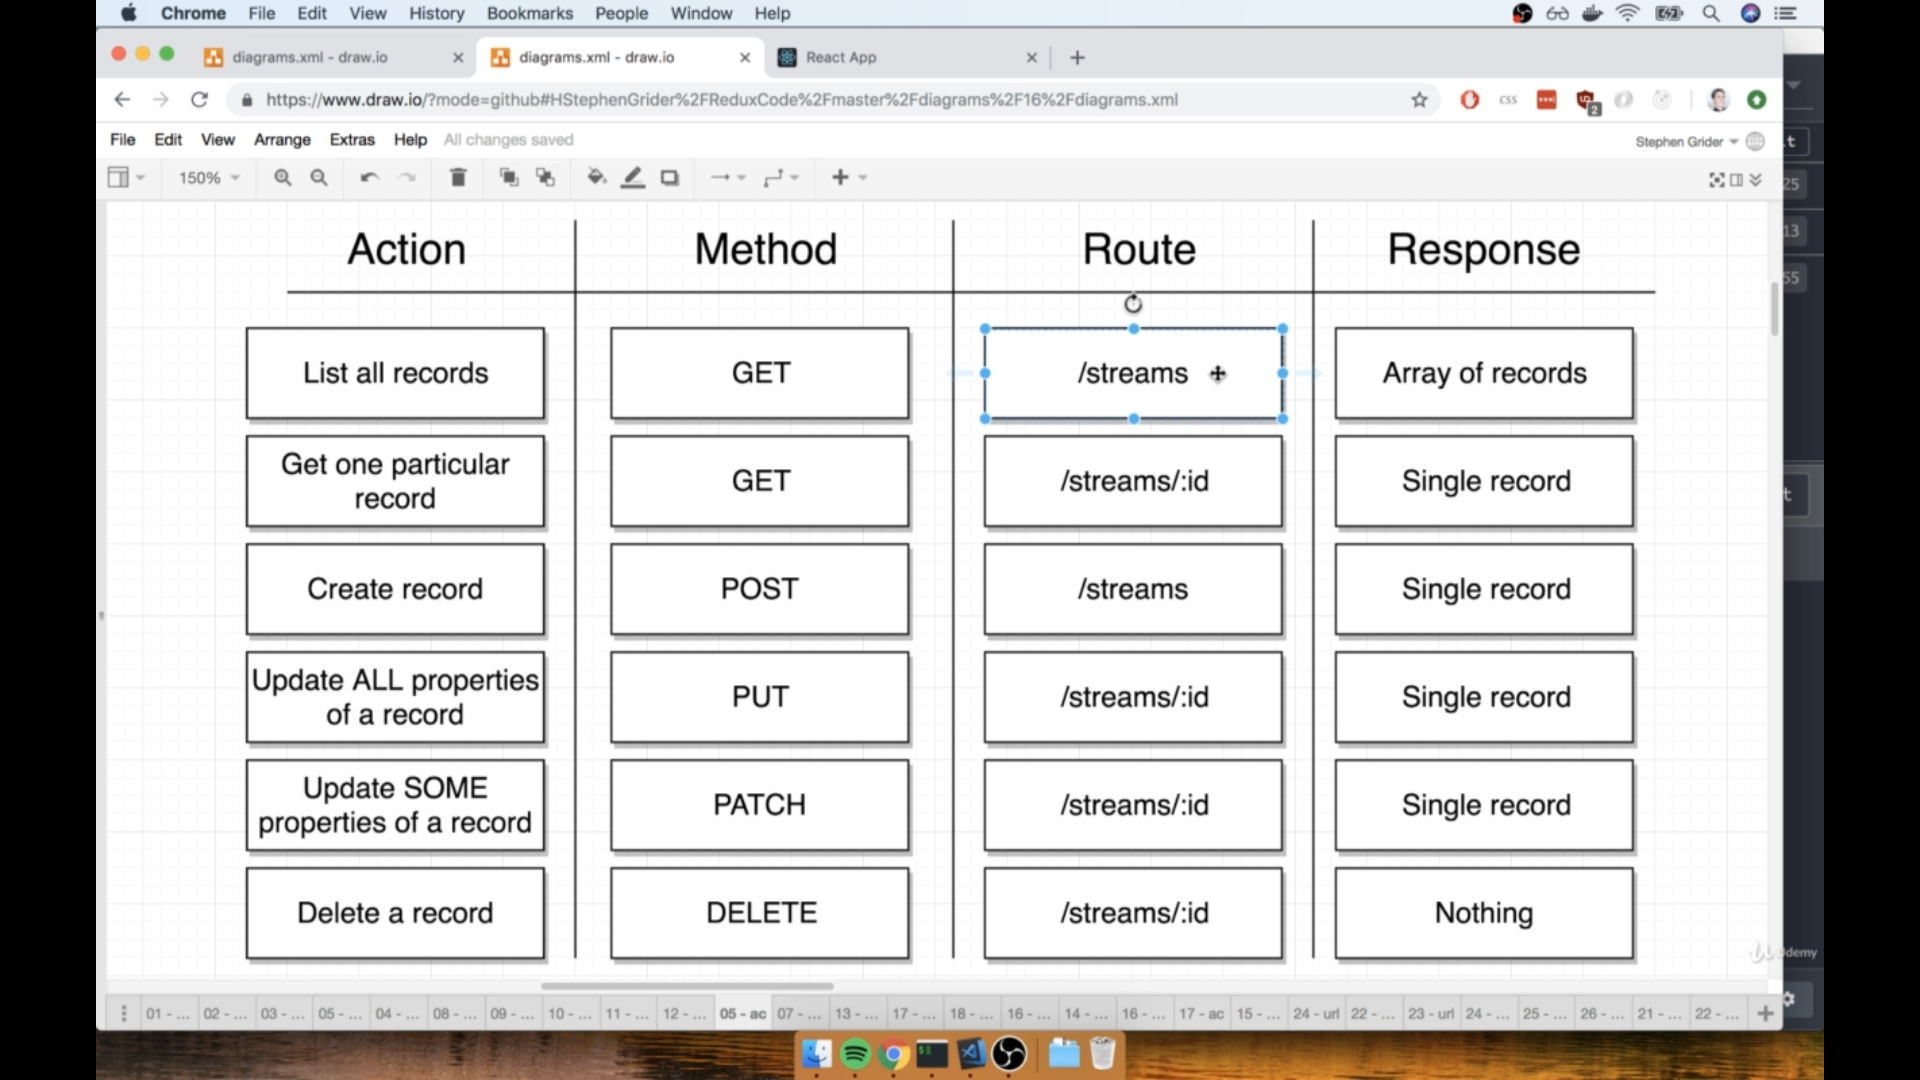 Chrome File Edit View History Bookmarks People Window Help
diagrams.xml - draw.io diagrams.xml - draw.io React App
https://www.draw.io/?mode=github#HStephenGrider%2FReduxCode%2Fmaster%2Fdiagrams%2F16%2Fdiagrams.xml css 2
File Edit View Arrange Extras Help All changes saved Stephen Grider
150%
Action Method Route Response
List all records GET /streams Array of records
Get one particular
record GET /streams/:id Single record
Create record POST /streams Single record
Update ALL properties
of a record PUT /streams/:id Single record
Update SOME
properties of a record PATCH /streams/:id Single record
Delete a record DELETE /streams/:id Nothing
25
13
55
t
t
Udemy
01 - ... 02 - ... 03 - ... 05 - ... 04 - ... 08 - ... 09 - ... 10 - ... 11 - ... 12 - ... 05 - ac 07 - ... 13 - ... 17 - ... 18 - ... 16 - ... 14 - ... 16 - ... 17 - ac 15 - ... 24 - url 22 - ... 23 - url 24 - ... 25 - ... 26 - ... 21 - ... 22 - ...